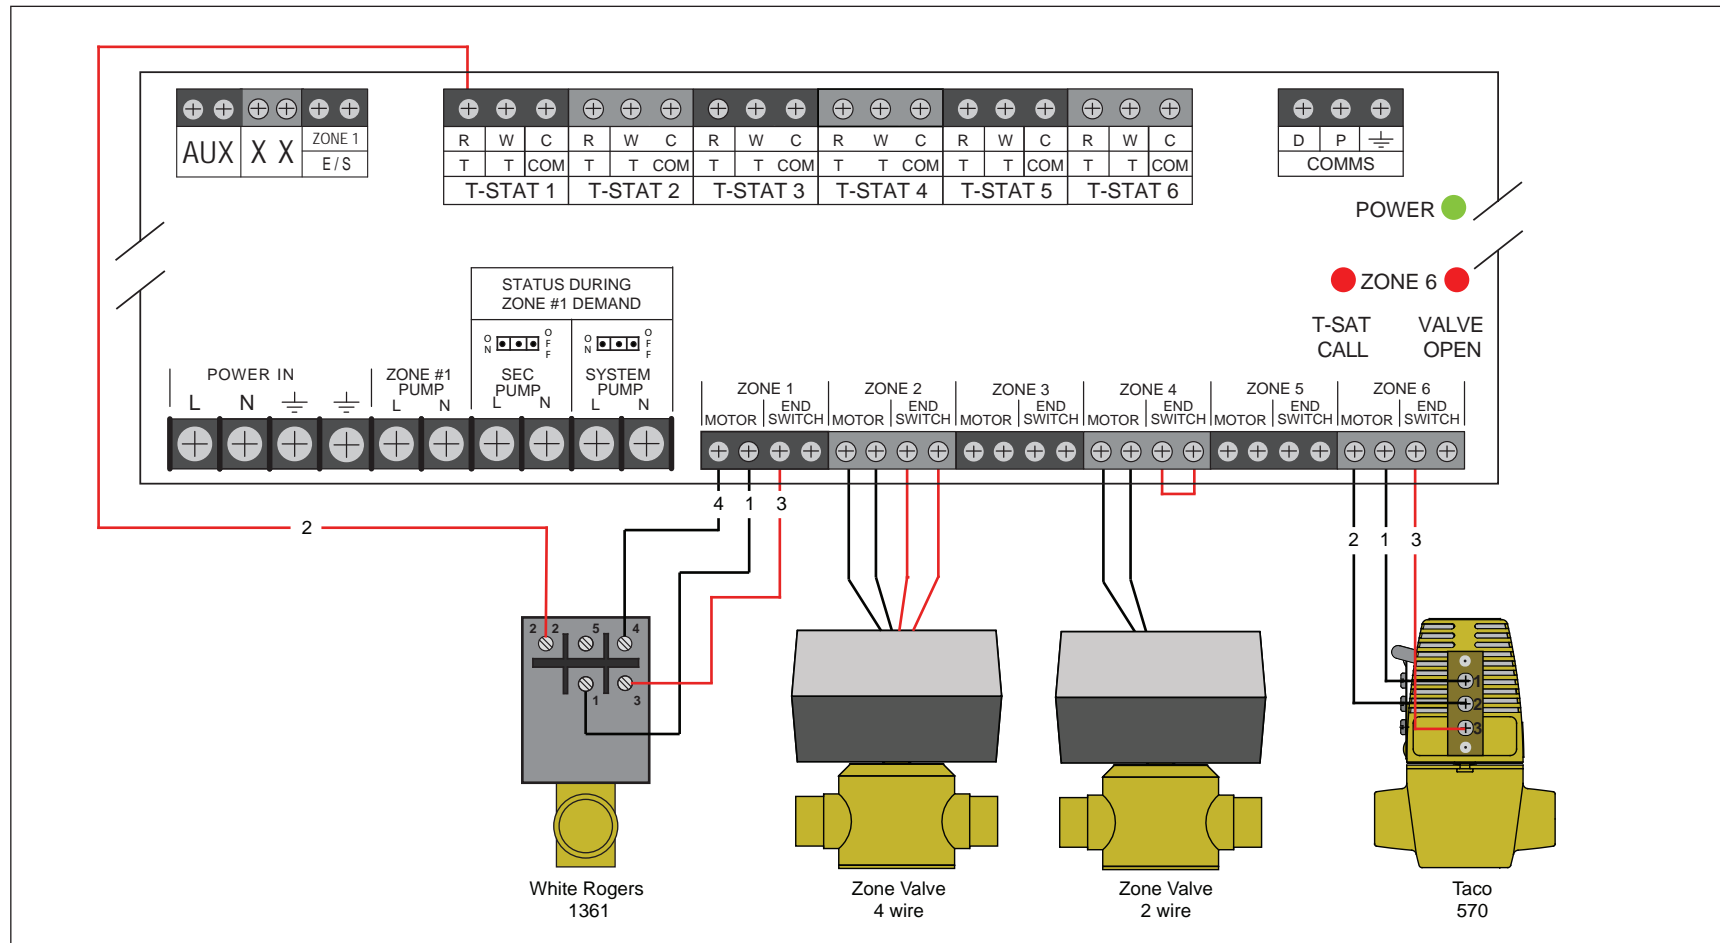 AUX X X ZONE 1
E / S
R W C R W C R W C R W C R W C R W C
T T COM T T COM T T COM T T COM T T COM T T COM
T-STAT 1 T-STAT 2 T-STAT 3 T-STAT 4 T-STAT 5 T-STAT 6
D P
COMMS
POWER
ZONE 6
T-SAT
CALL
VALVE
OPEN
STATUS DURING
ZONE #1 DEMAND
ON OFF ON OFF
POWER IN
L N
ZONE #1
PUMP
L N
SEC
PUMP
L N
SYSTEM
PUMP
L N
ZONE 1 ZONE 2 ZONE 3 ZONE 4 ZONE 5 ZONE 6
MOTOR END
SWITCH
MOTOR END
SWITCH
MOTOR END
SWITCH
MOTOR END
SWITCH
MOTOR END
SWITCH
MOTOR END
SWITCH
2
4 1 3
2 1 3
2 2 5 4
1 3
1
2
3
White Rogers
1361
Zone Valve
4 wire
Zone Valve
2 wire
Taco
570